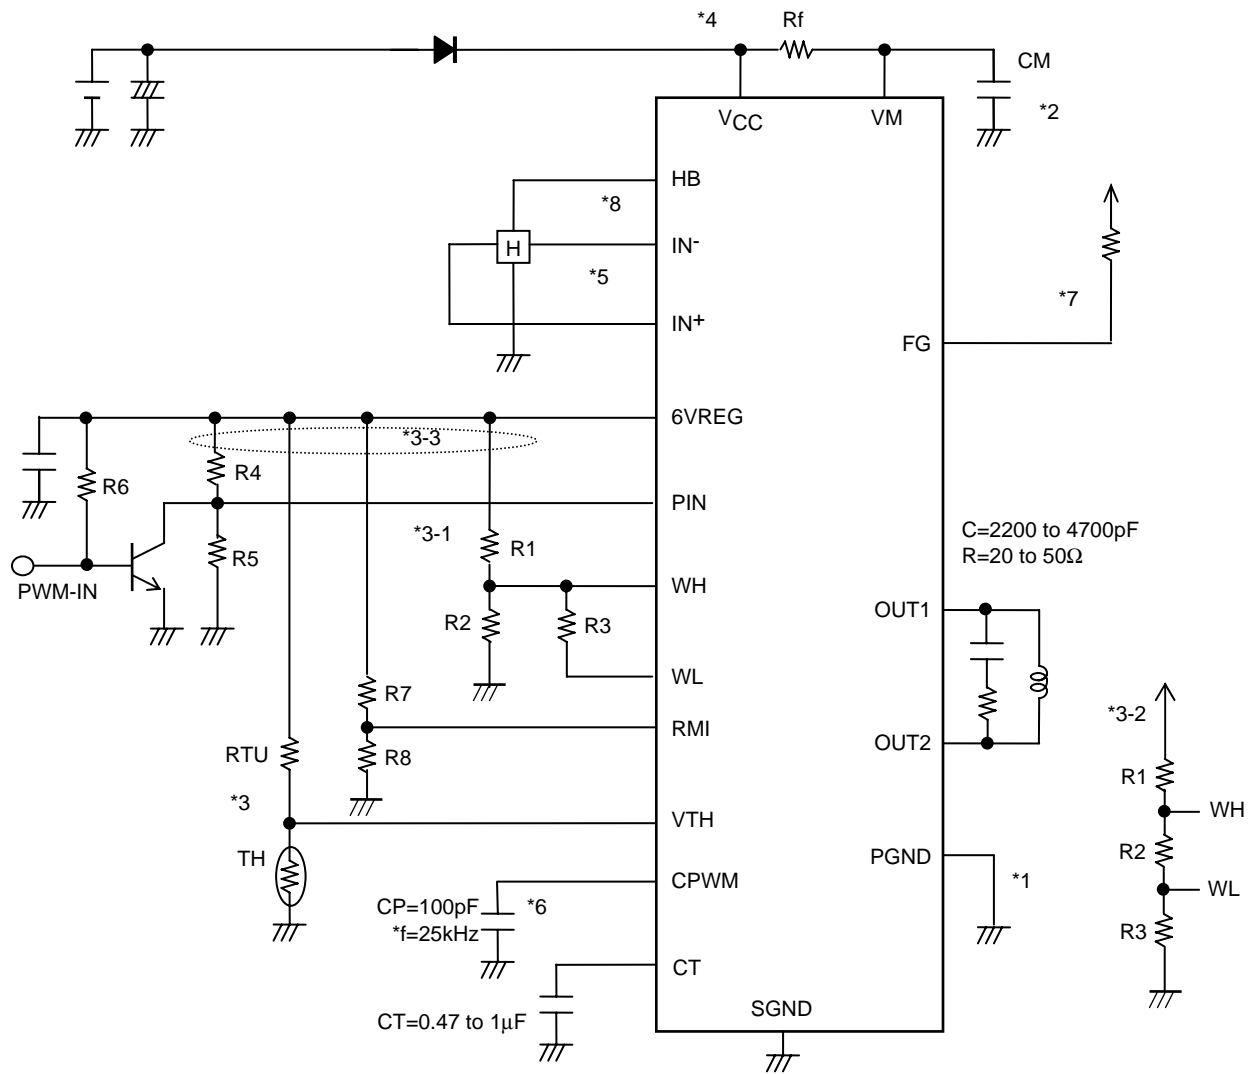 *4
Rf
CM
*2
VCC
VM
HB
*8
H
IN-
*5
IN+
*7
FG
6VREG
*3-3
R4
R6
PIN
*3-1
R1
R5
PWM-IN
C=2200 to 4700pF
R=20 to 50Ω
WH
R2
R3
OUT1
WL
R7
*3-2
RMI
OUT2
RTU
R8
R1
*3
VTH
WH
TH
R2
PGND
CPWM
*1
WL
CP=100pF
*6
*f=25kHz
R3
CT
CT=0.47 to 1μF
SGND